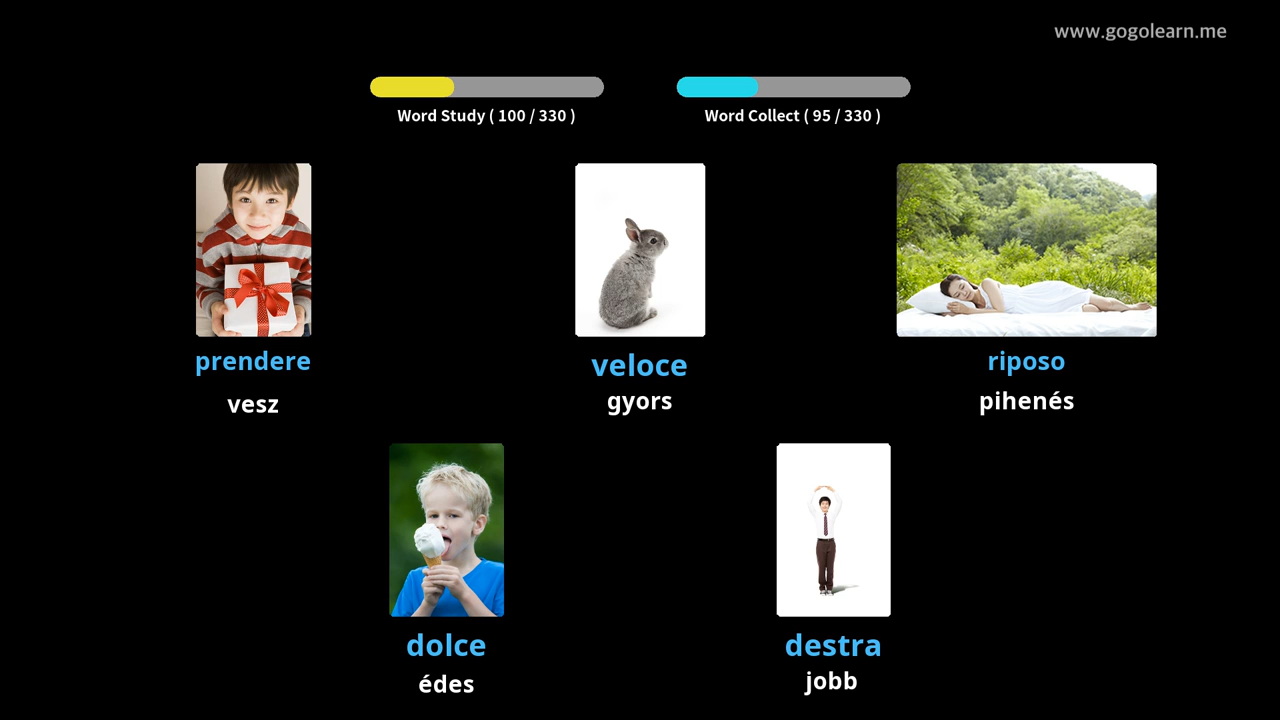 www.gogolearn.me
Word Study ( 100 / 330 )
Word Collect ( 95 / 330 )
prendere
vesz
veloce
gyors
riposo
pihenés
dolce
édes
destra
jobb